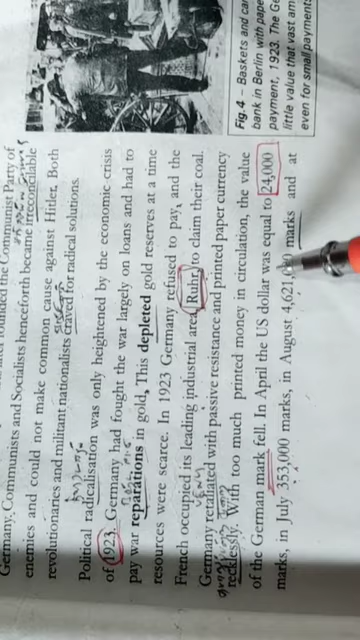 Germany. Communists and Socialists henceforth became irreconcilable
enemies and could not make common cause against Hitler. Both
revolutionaries and militant nationalists craved for radical solutions.
Political radicalisation was only heightened by the economic crisis
of 1923. Germany had fought the war largely on loans and had to
pay war reparations in gold. This depleted gold reserves at a time
resources were scarce. In 1923 Germany refused to pay, and the
French occupied its leading industrial area, Ruhr, to claim their coal.
Germany retaliated with passive resistance and printed paper currency
recklessly. With too much printed money in circulation, the value
of the German mark fell. In April the US dollar was equal to 24,000
marks, in July 353,000 marks, in August 4,621,000 marks and at
Fig.4 – Baskets and car
bank in Berlin with pape
payment, 1923. The Ge
little value that vast am
even for small payments